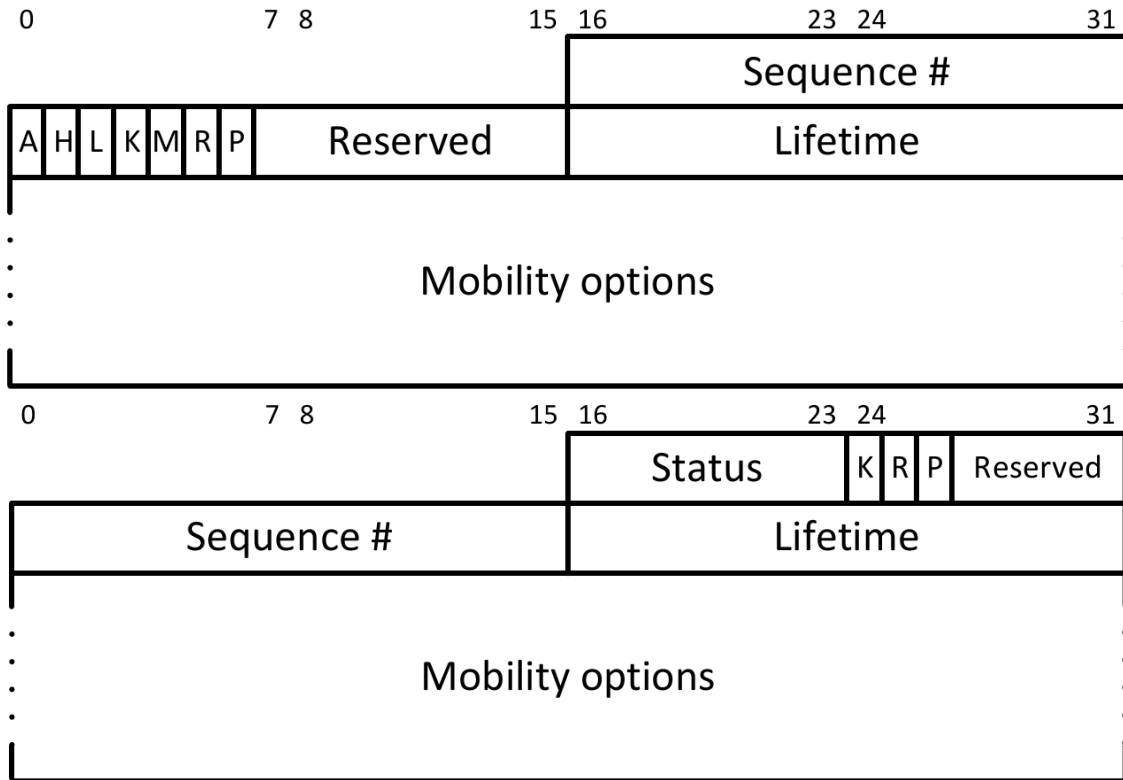 0 7 8 15 16 23 24 31
Sequence #
A H L K M R P Reserved Lifetime
Mobility options
0 7 8 15 16 23 24 31
Status K R P Reserved
Sequence # Lifetime
Mobility options